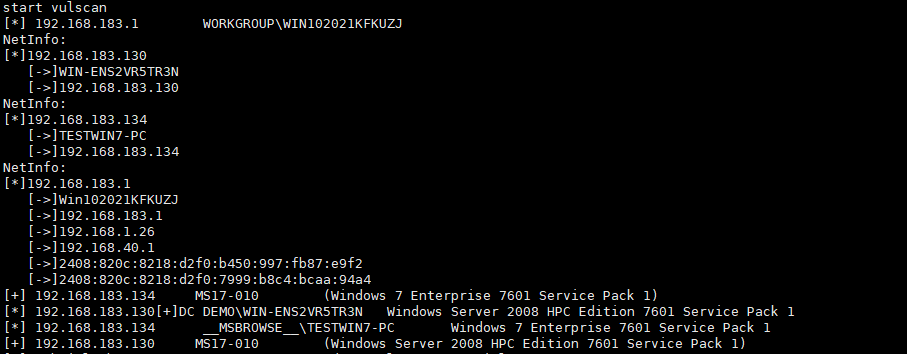 start vulscan
[*] 192.168.183.1        WORKGROUP\WIN102021KFKUZJ
NetInfo:
[*]192.168.183.130
   [->]WIN-ENS2VR5TR3N
   [->]192.168.183.130
NetInfo:
[*]192.168.183.134
   [->]TESTWIN7-PC
   [->]192.168.183.134
NetInfo:
[*]192.168.183.1
   [->]Win102021KFKUZJ
   [->]192.168.183.1
   [->]192.168.1.26
   [->]192.168.40.1
   [->]2408:820c:8218:d2f0:b450:997:fb87:e9f2
   [->]2408:820c:8218:d2f0:7999:b8c4:bcaa:94a4
[+] 192.168.183.134     MS17-010        (Windows 7 Enterprise 7601 Service Pack 1)
[*] 192.168.183.130[+]DC DEMO\WIN-ENS2VR5TR3N   Windows Server 2008 HPC Edition 7601 Service Pack 1
[*] 192.168.183.134      __MSBROWSE__\TESTWIN7-PC       Windows 7 Enterprise 7601 Service Pack 1
[+] 192.168.183.130     MS17-010        (Windows Server 2008 HPC Edition 7601 Service Pack 1)